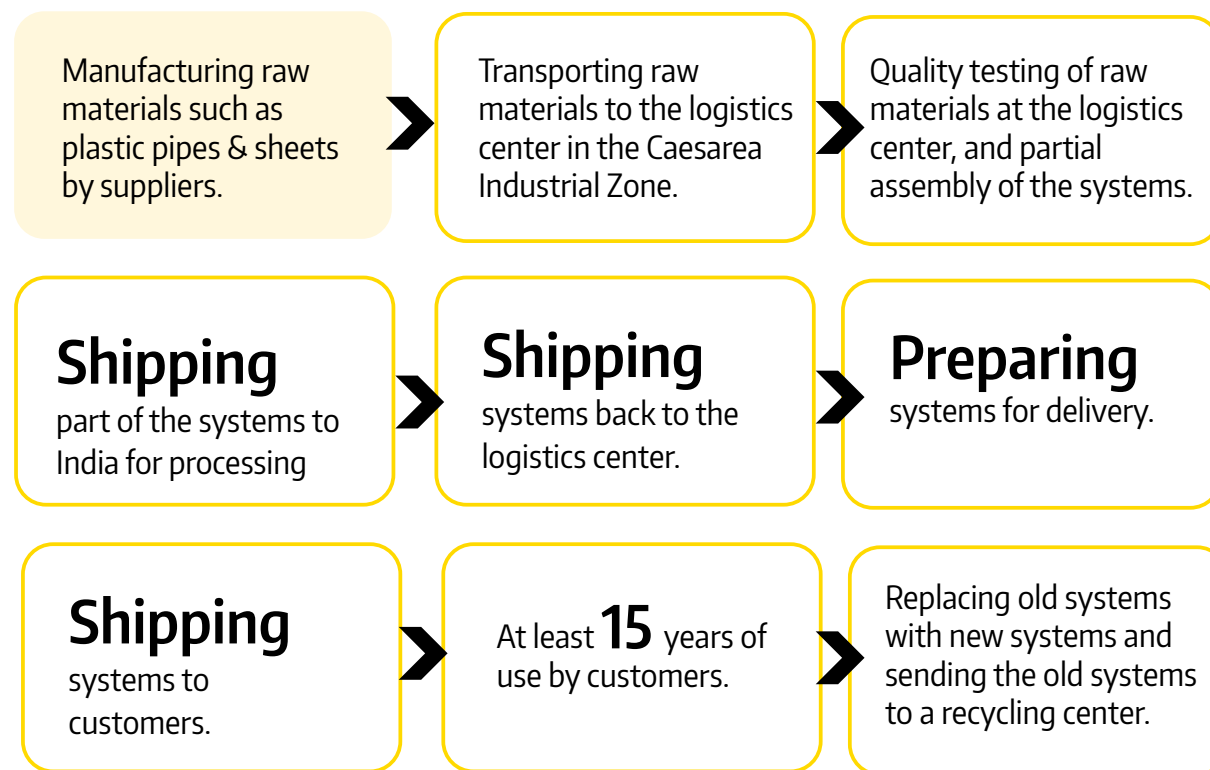 Manufacturing raw
materials such as
plastic pipes & sheets
by suppliers.
Transporting raw
materials to the logistics
center in the Caesarea
Industrial Zone.
Quality testing of raw
materials at the logistics
center, and partial
assembly of the systems.
Shipping
part of the systems to
India for processing
Shipping
systems back to the
logistics center.
Preparing
systems for delivery.
Shipping
systems to
customers.
At least 15 years of
use by customers.
Replacing old systems
with new systems and
sending the old systems
to a recycling center.